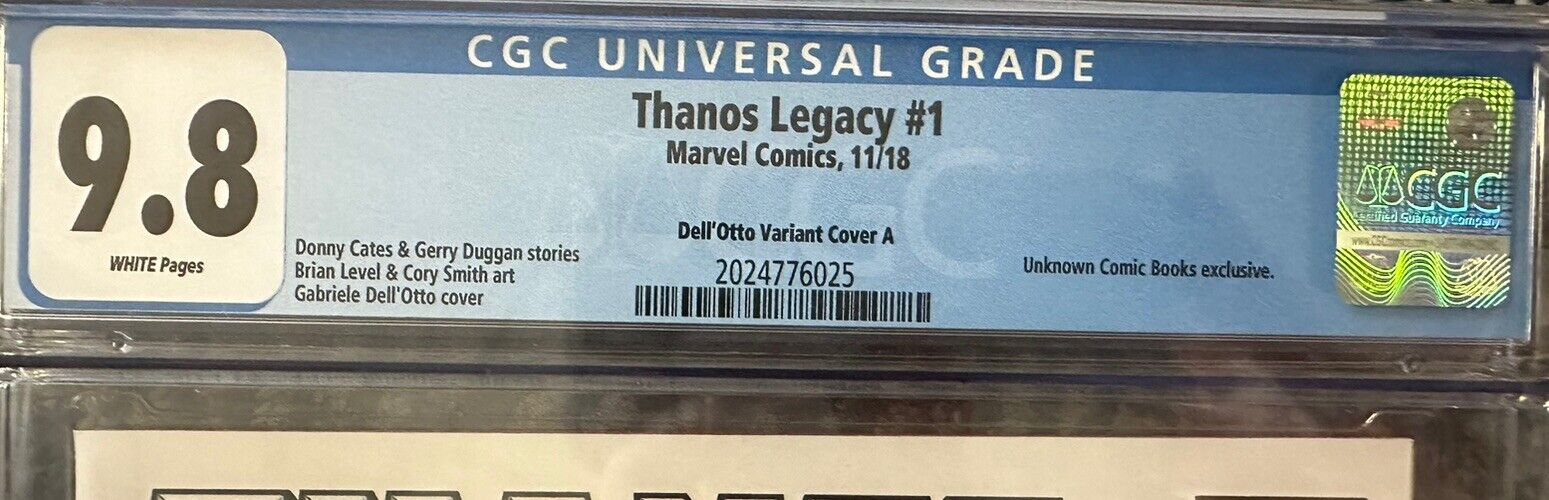 CGC UNIVERSAL GRADE
9.8
WHITE Pages
Thanos Legacy #1
Marvel Comics, 11/18
Dell'Otto Variant Cover A
2024776025
Donny Cates & Gerry Duggan stories
Brian Level & Cory Smith art
Gabriele Dell'Otto cover
Unknown Comic Books exclusive.
CGC
Certified Guaranty Company